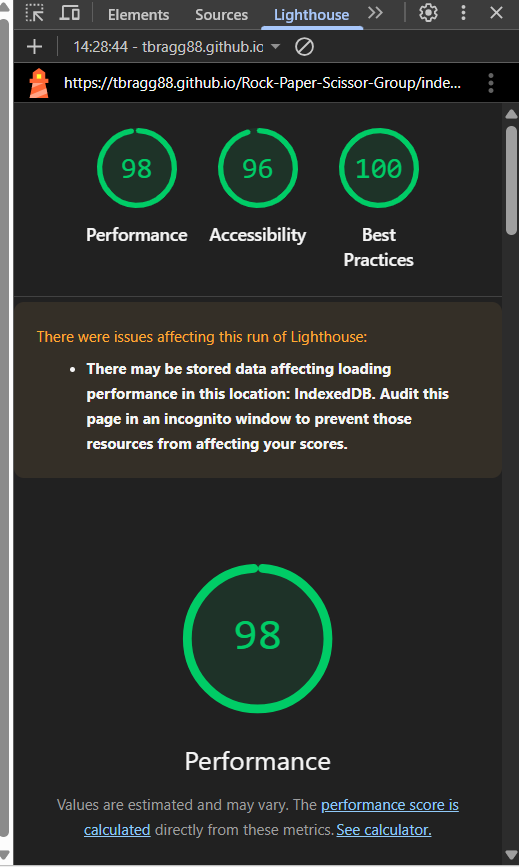 Elements Sources Lighthouse
14:28:44 - tbragg88.github.io
https://tbragg88.github.io/Rock-Paper-Scissor-Group/inde...
98 96 100
Performance Accessibility Best
Practices
There were issues affecting this run of Lighthouse:
• There may be stored data affecting loading
performance in this location: IndexedDB. Audit this
page in an incognito window to prevent those
resources from affecting your scores.
98
Performance
Values are estimated and may vary. The performance score is
calculated directly from these metrics. See calculator.